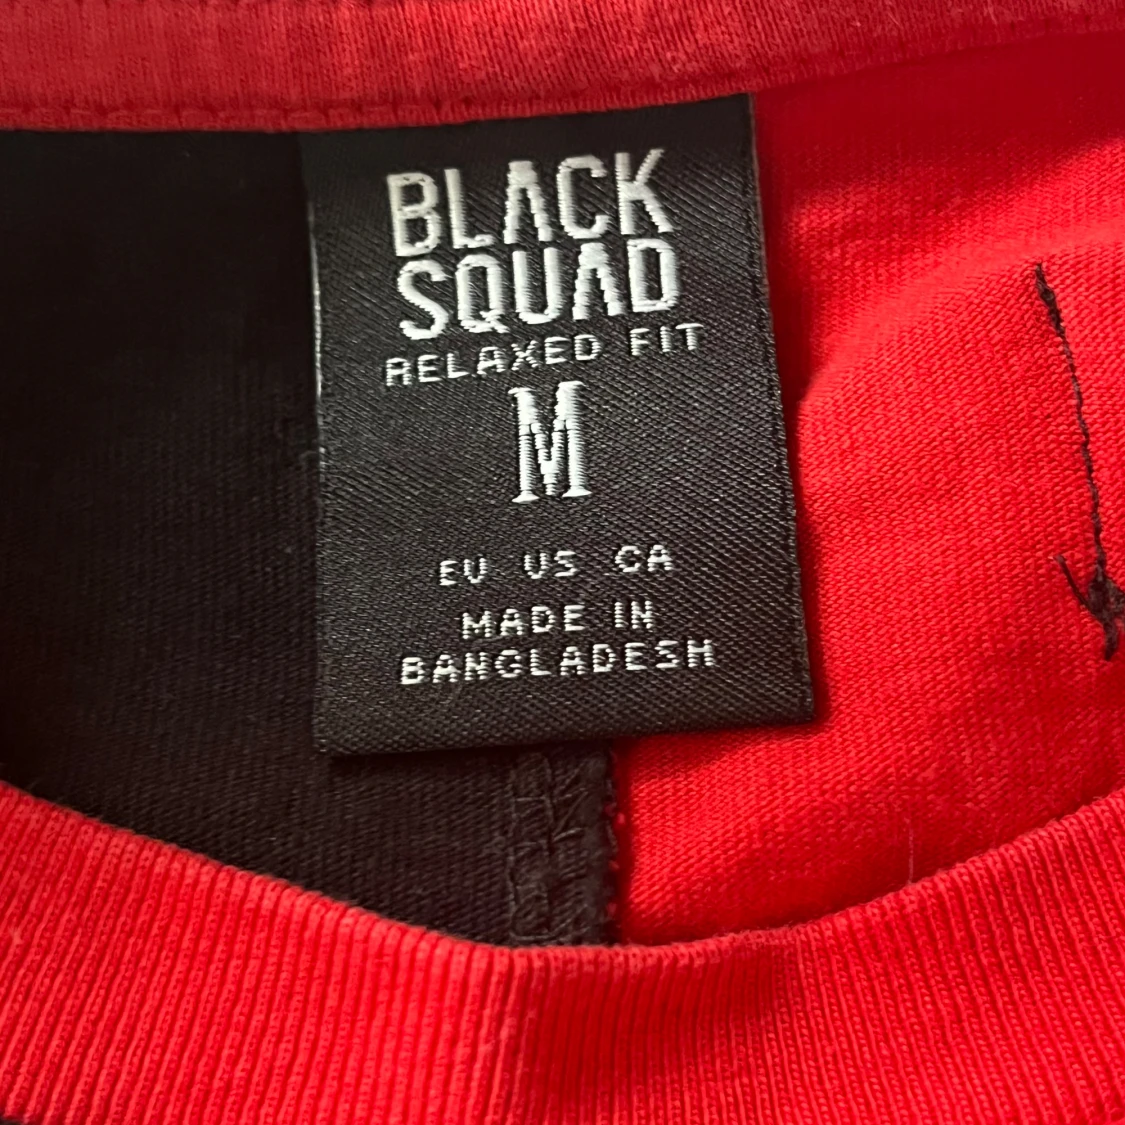 BLACK
SQUAD
RELAXED FIT
M
EU US CA
MADE IN
BANGLADESH